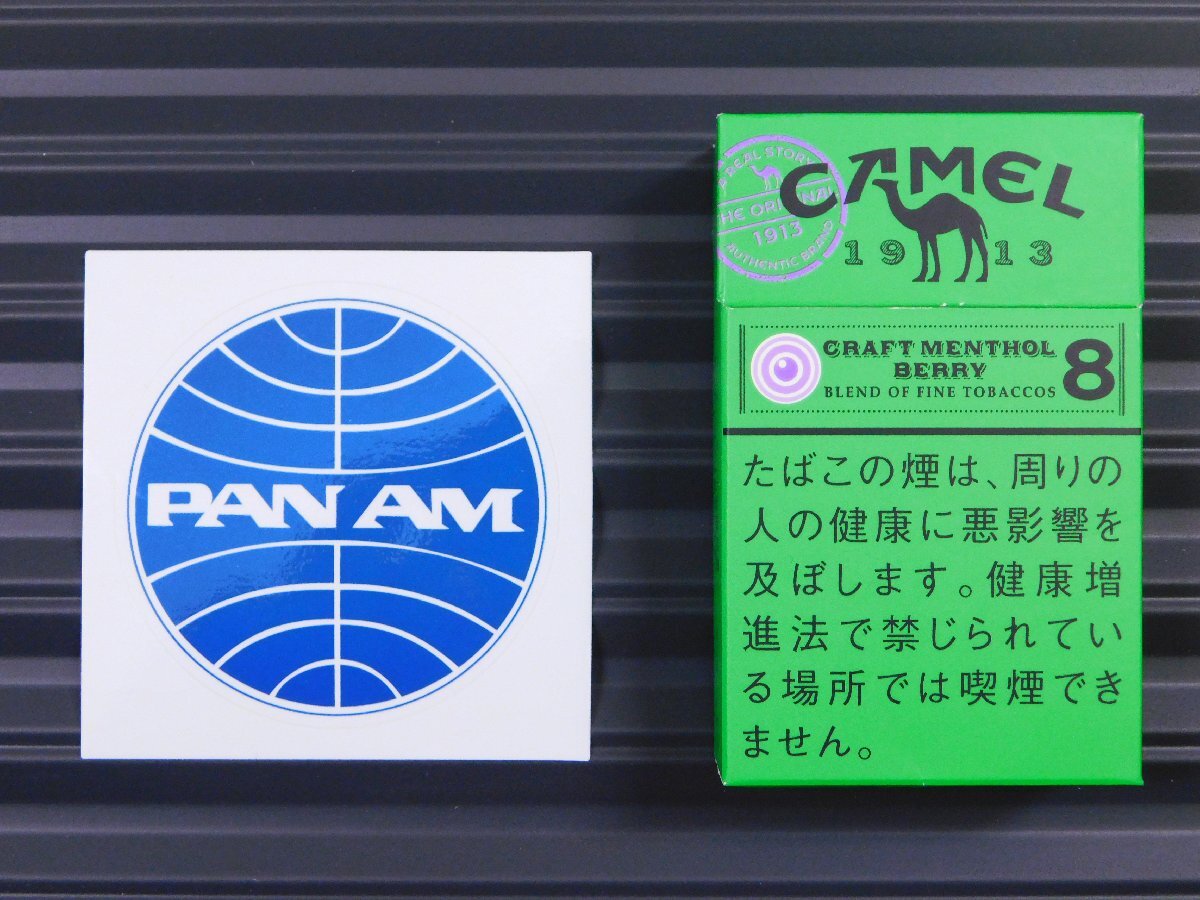 PAN AM
A REAL STORY
THE ORIGINAL
1913
AUTHENTIC BRAND
CAMEL
1913
CRAFT MENTHOL
BERRY
BLEND OF FINE TOBACCOS
8
たばこの煙は、周りの
人の健康に悪影響を
及ぼします。健康増
進法で禁じられてい
る場所では喫煙でき
ません。